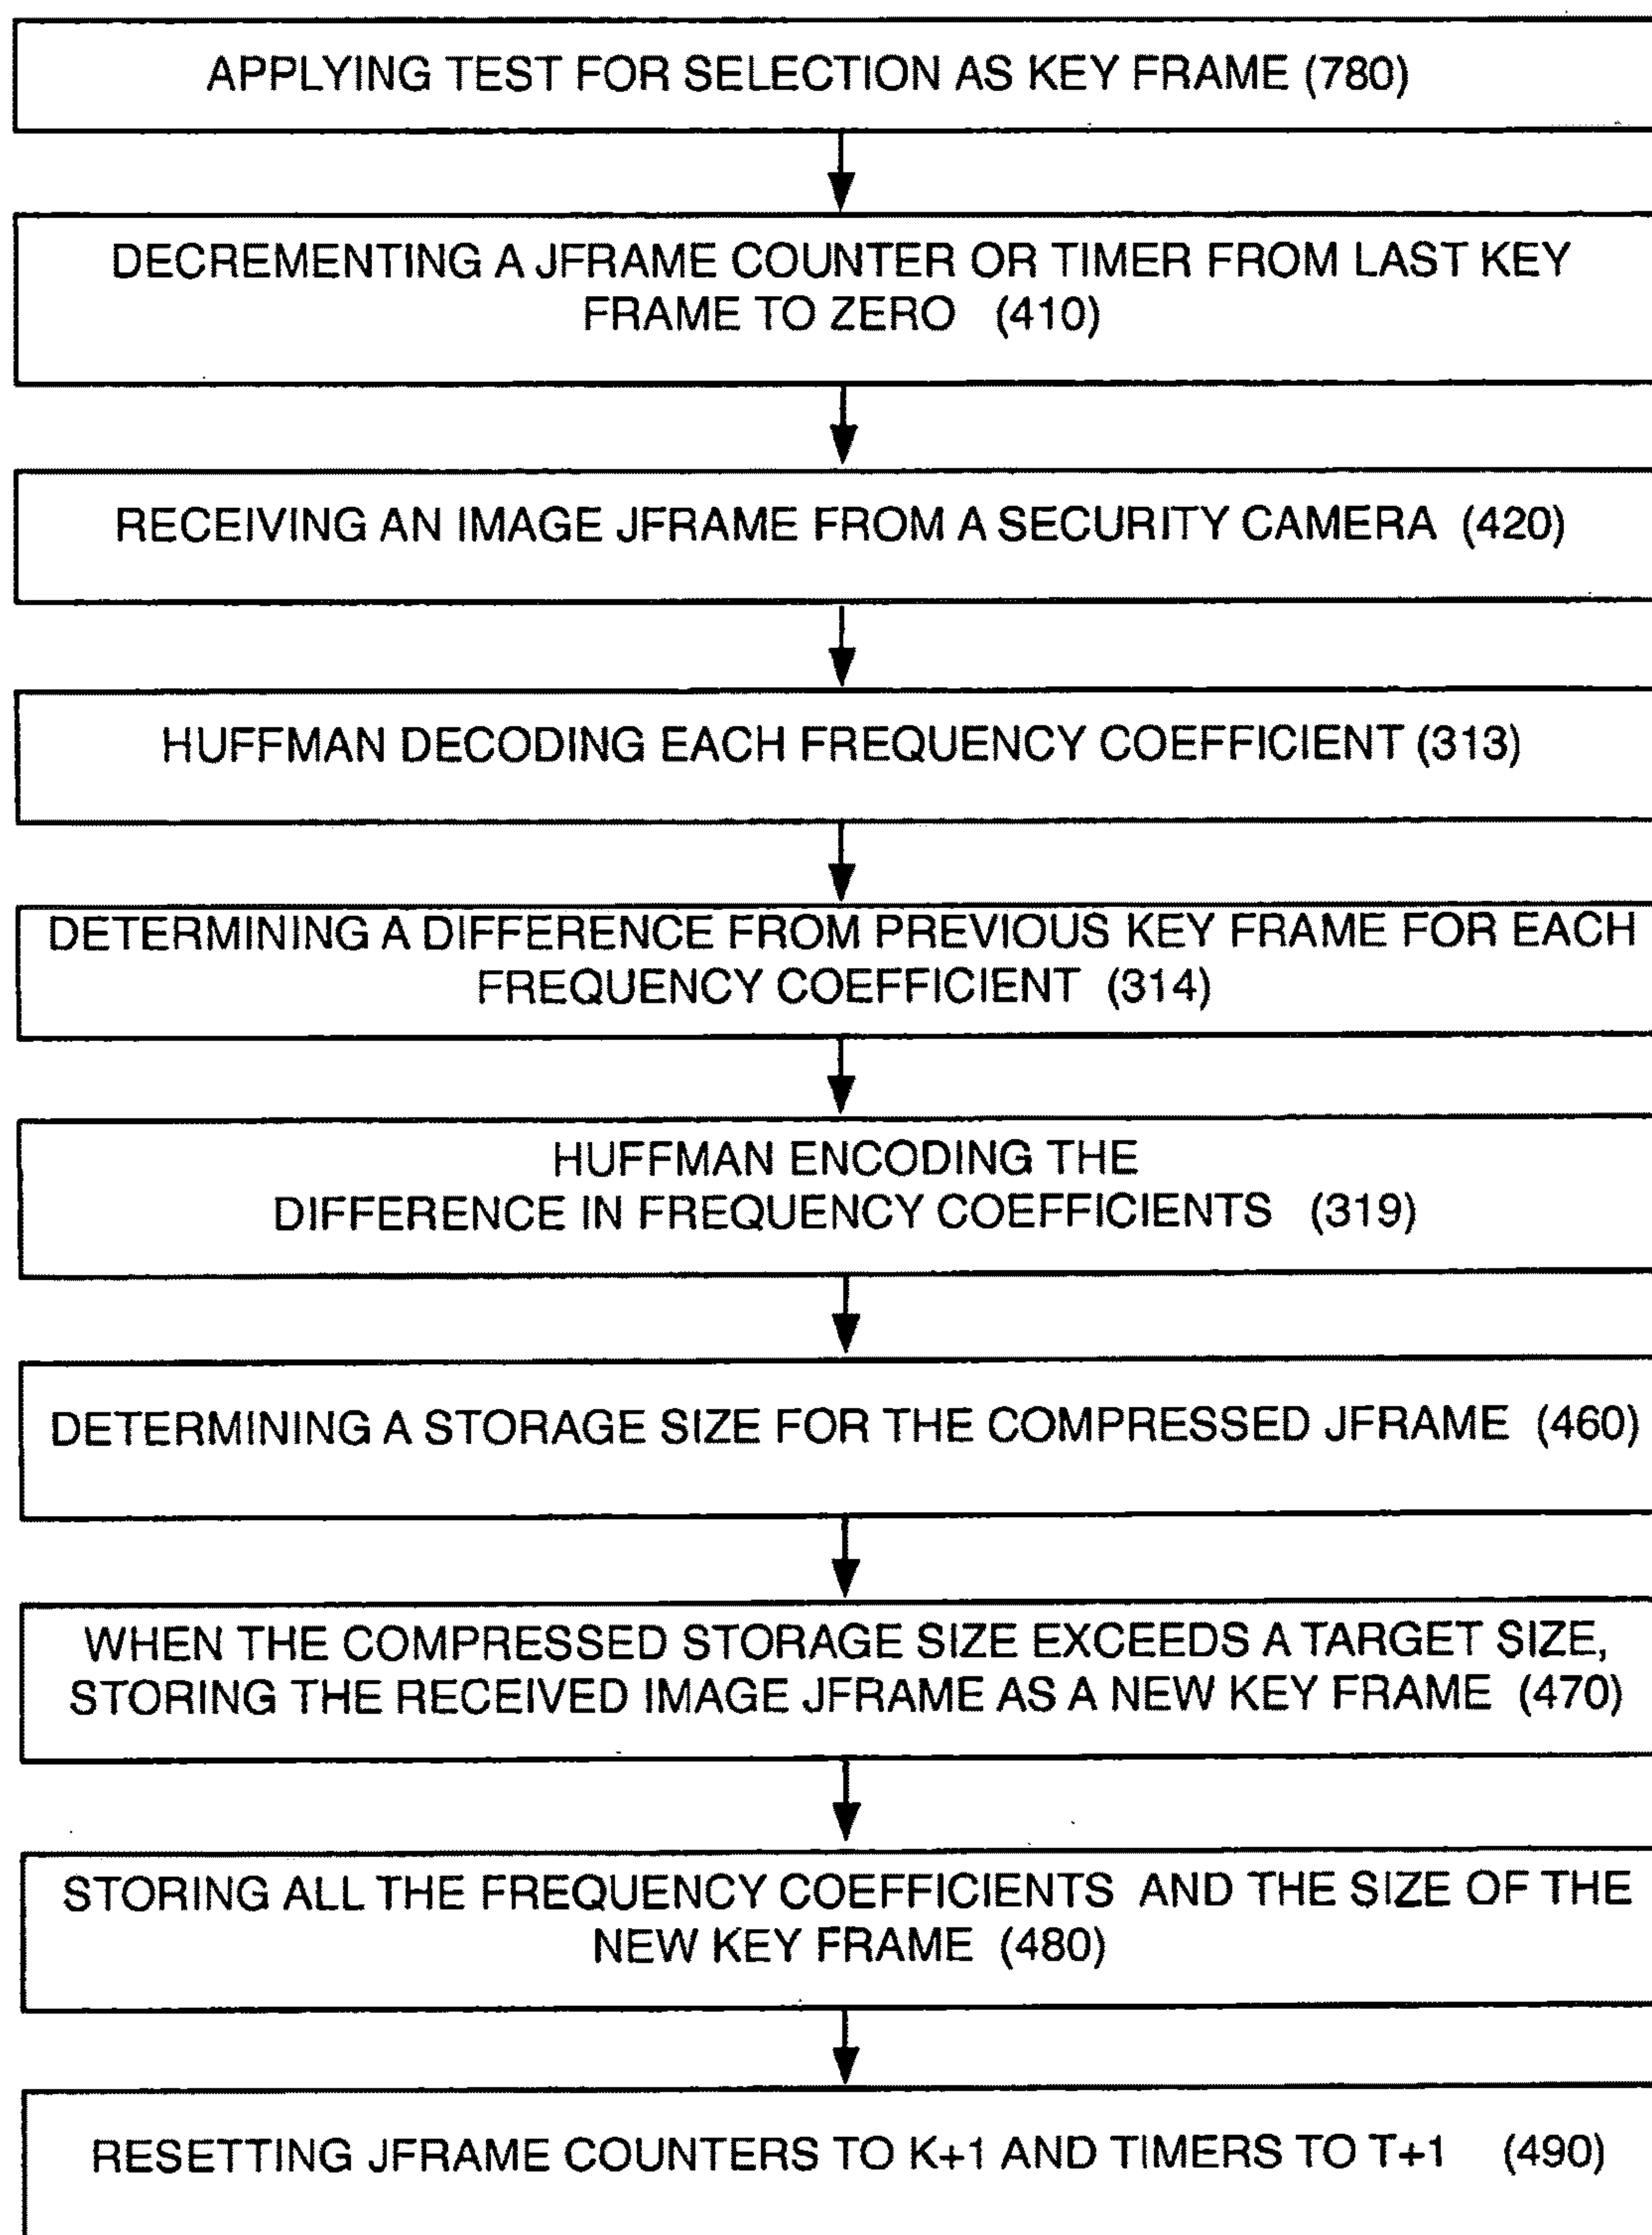 APPLYING TEST FOR SELECTION AS KEY FRAME (780)
DECREMENTING A JFRAME COUNTER OR TIMER FROM LAST KEY
FRAME TO ZERO (410)
RECEIVING AN IMAGE JFRAME FROM A SECURITY CAMERA (420)
HUFFMAN DECODING EACH FREQUENCY COEFFICIENT (313)
DETERMINING A DIFFERENCE FROM PREVIOUS KEY FRAME FOR EACH
FREQUENCY COEFFICIENT (314)
HUFFMAN ENCODING THE
DIFFERENCE IN FREQUENCY COEFFICIENTS (319)
DETERMINING A STORAGE SIZE FOR THE COMPRESSED JFRAME (460)
WHEN THE COMPRESSED STORAGE SIZE EXCEEDS A TARGET SIZE,
STORING THE RECEIVED IMAGE JFRAME AS A NEW KEY FRAME (470)
STORING ALL THE FREQUENCY COEFFICIENTS AND THE SIZE OF THE
NEW KEY FRAME (480)
RESETTING JFRAME COUNTERS TO K+1 AND TIMERS TO T+1 (490)